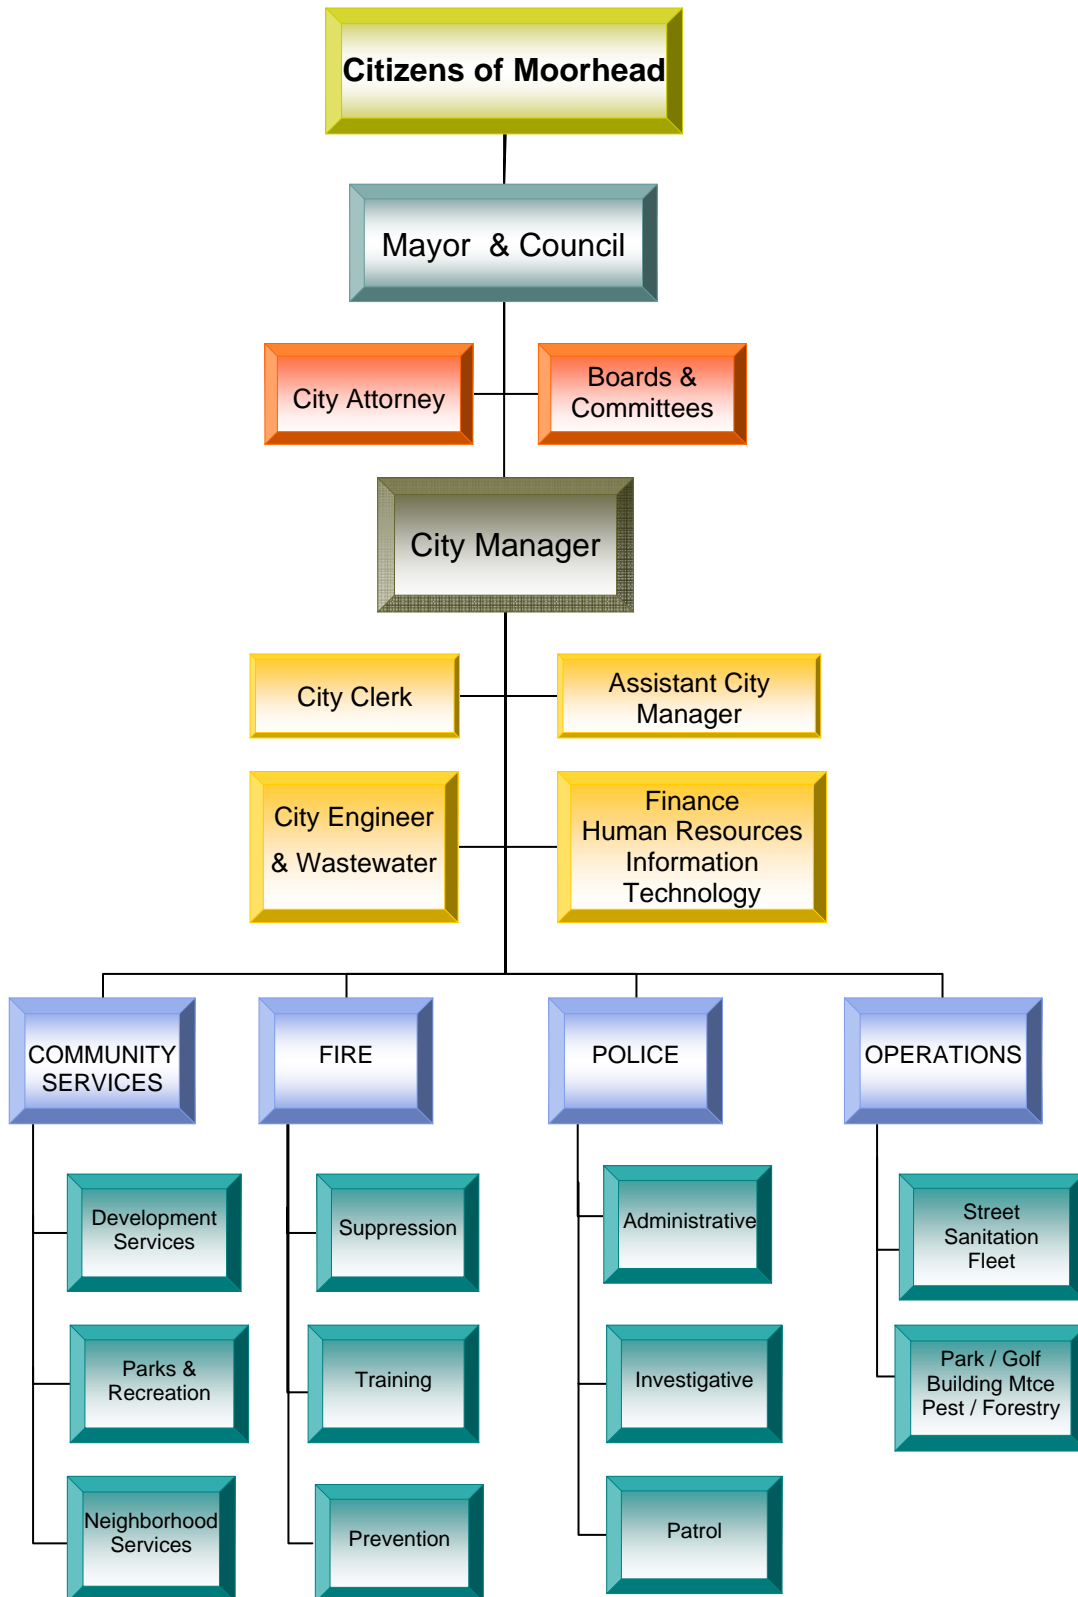 Citizens of Moorhead
Mayor & Council
City Attorney
Boards &
Committees
City Manager
City Clerk
Assistant City
Manager
City Engineer
& Wastewater
Finance
Human Resources
Information
Technology
COMMUNITY
SERVICES
FIRE
POLICE
OPERATIONS
Development
Services
Suppression
Administrative
Street
Sanitation
Fleet
Parks &
Recreation
Training
Investigative
Park / Golf
Building Mtce
Pest / Forestry
Neighborhood
Services
Prevention
Patrol